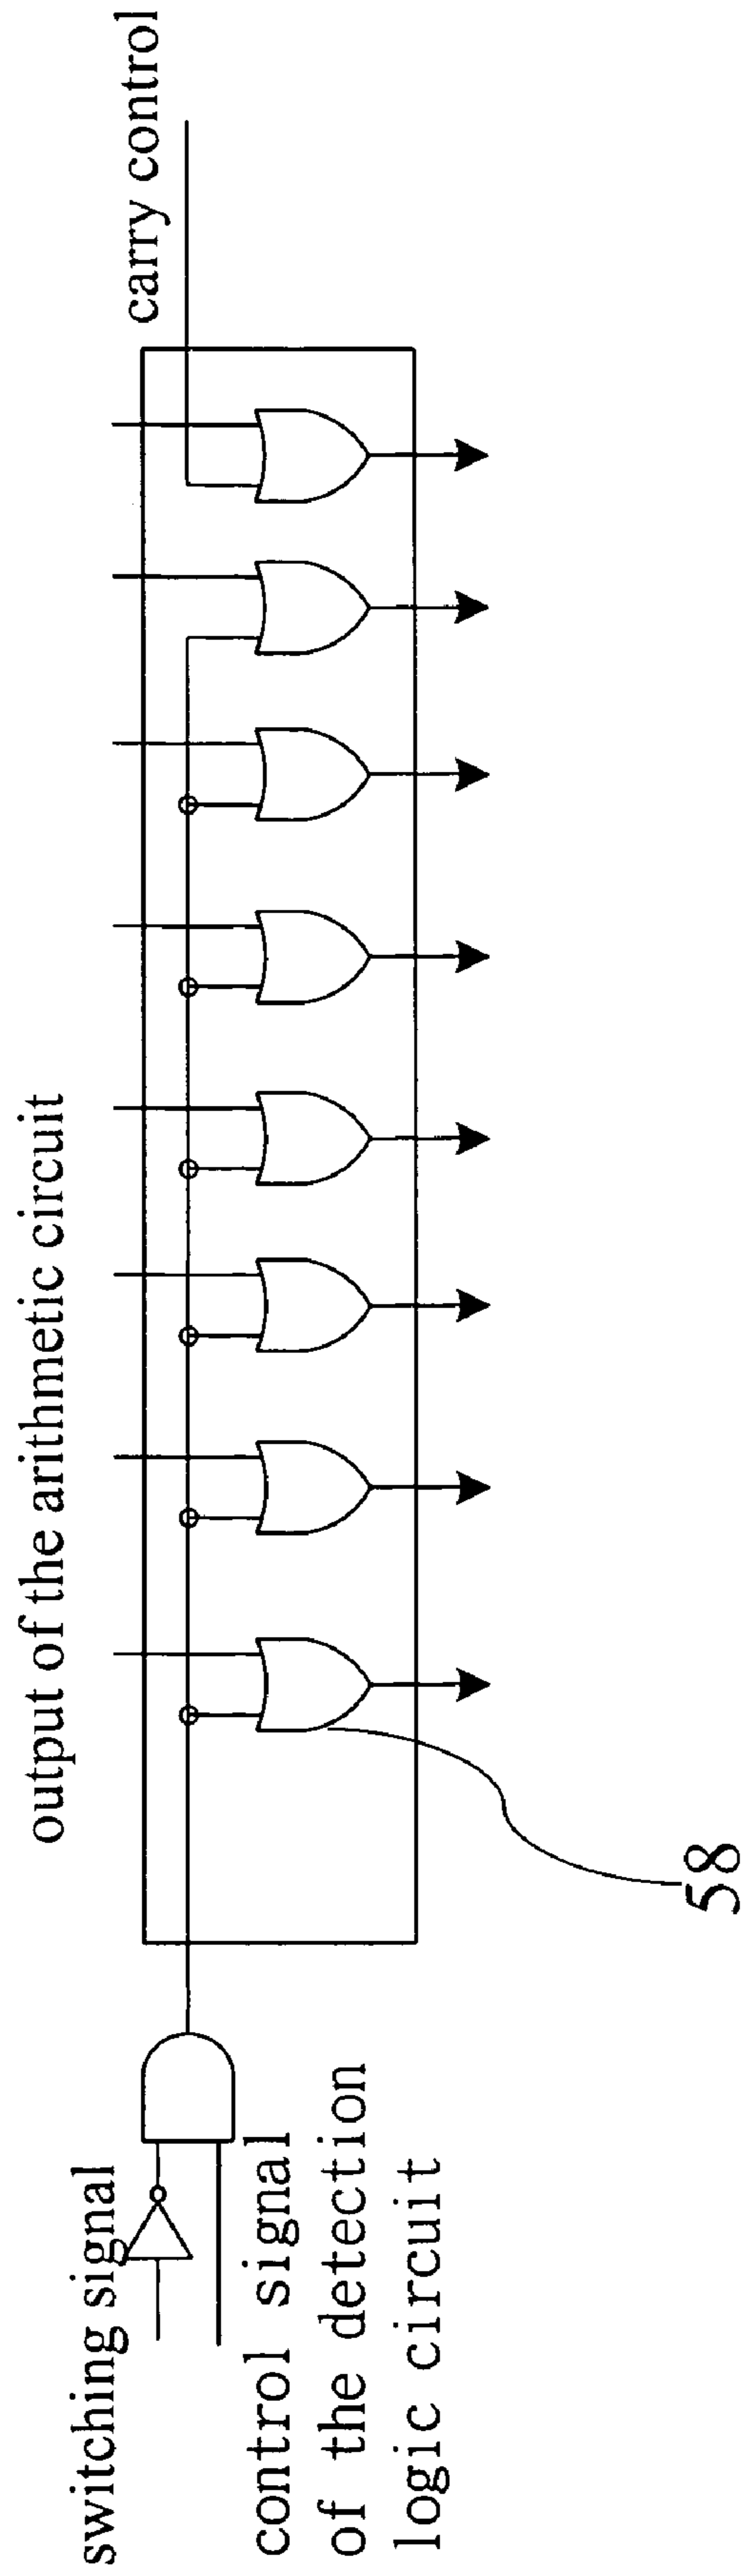 output of the arithmetic circuit
carry control
switching signal
control signal
of the detection
logic circuit
58